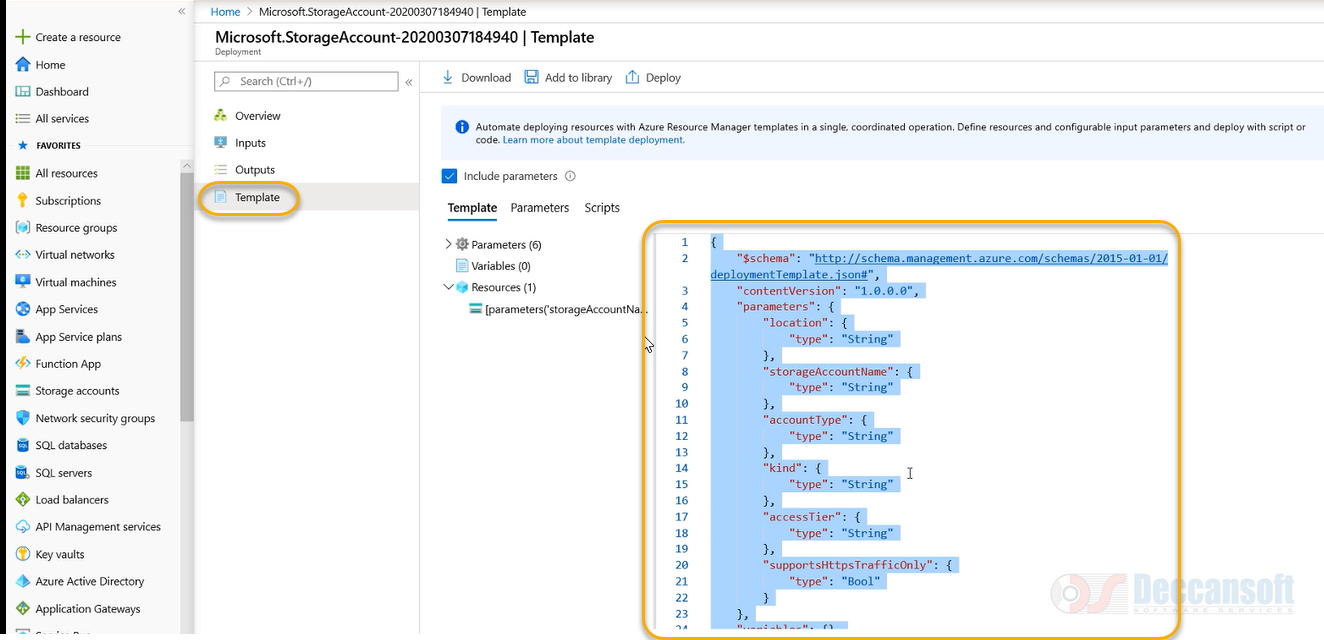 «
Home > Microsoft.StorageAccount-20200307184940 | Template
Microsoft.StorageAccount-20200307184940 | Template
Deployment
Create a resource
Home
Dashboard
All services
FAVORITES
All resources
Subscriptions
Resource groups
Virtual networks
Virtual machines
App Services
App Service plans
Function App
Storage accounts
Network security groups
SQL databases
SQL servers
Load balancers
API Management services
Key vaults
Azure Active Directory
Application Gateways
Search (Ctrl+/)
«
Overview
Inputs
Outputs
Template
Download
Add to library
Deploy
Automate deploying resources with Azure Resource Manager templates in a single, coordinated operation. Define resources and configurable input parameters and deploy with script or
code. Learn more about template deployment.
Include parameters
Template Parameters Scripts
Parameters (6)
Variables (0)
Resources (1)
[parameters('storageAccountNa...
1 {
2 "$schema": "http://schema.management.azure.com/schemas/2015-01-01/
deploymentTemplate.json#",
3 "contentVersion": "1.0.0.0",
4 "parameters": {
5 "location": {
6 "type": "String"
7 },
8 "storageAccountName": {
9 "type": "String"
10 },
11 "accountType": {
12 "type": "String"
13 },
14 "kind": {
15 "type": "String"
16 },
17 "accessTier": {
18 "type": "String"
19 },
20 "supportsHttpsTrafficOnly": {
21 "type": "Bool"
22 }
23 },
24 "variables": {},
Deccansoft
SOFTWARE SERVICES